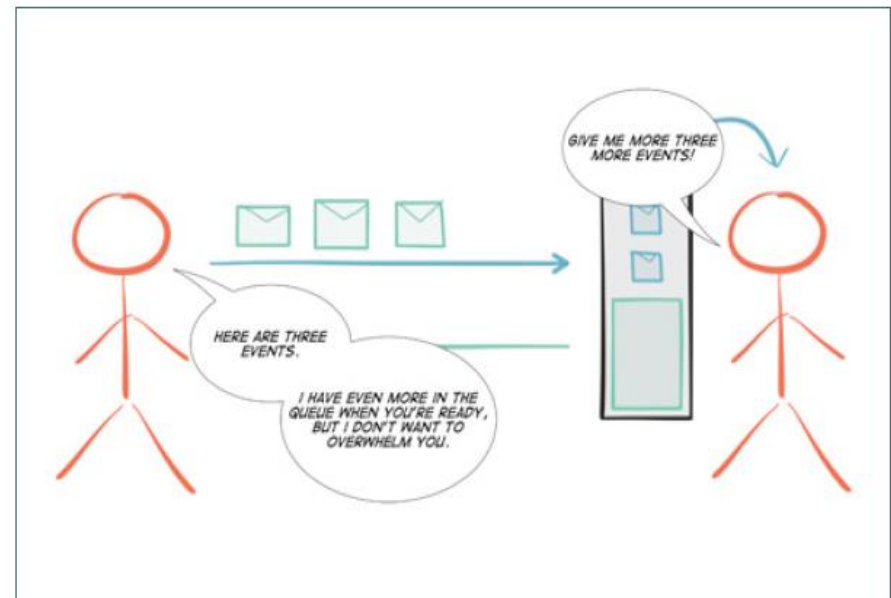 GIVE ME MORE THREE
MORE EVENTS!
HERE ARE THREE
EVENTS.
I HAVE EVEN MORE IN THE
QUEUE WHEN YOU'RE READY,
BUT I DON'T WANT TO
OVERWHELM YOU.